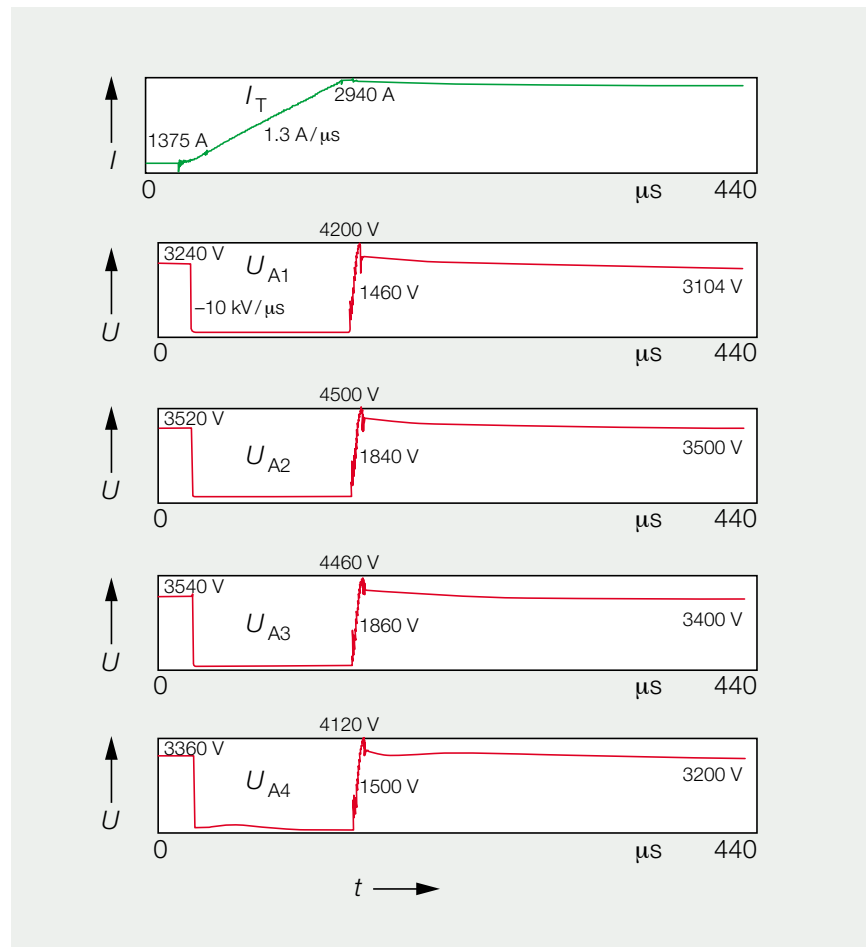 I
I T
1375 A
1.3 A/µs
2940 A
0 µs 440
U
3240 V
U A1
–10 kV/µs
4200 V
1460 V
3104 V
0 µs 440
U
3520 V
U A2
4500 V
1840 V
3500 V
0 µs 440
U
3540 V
U A3
4460 V
1860 V
3400 V
0 µs 440
U
3360 V
U A4
4120 V
1500 V
3200 V
0 µs 440
t